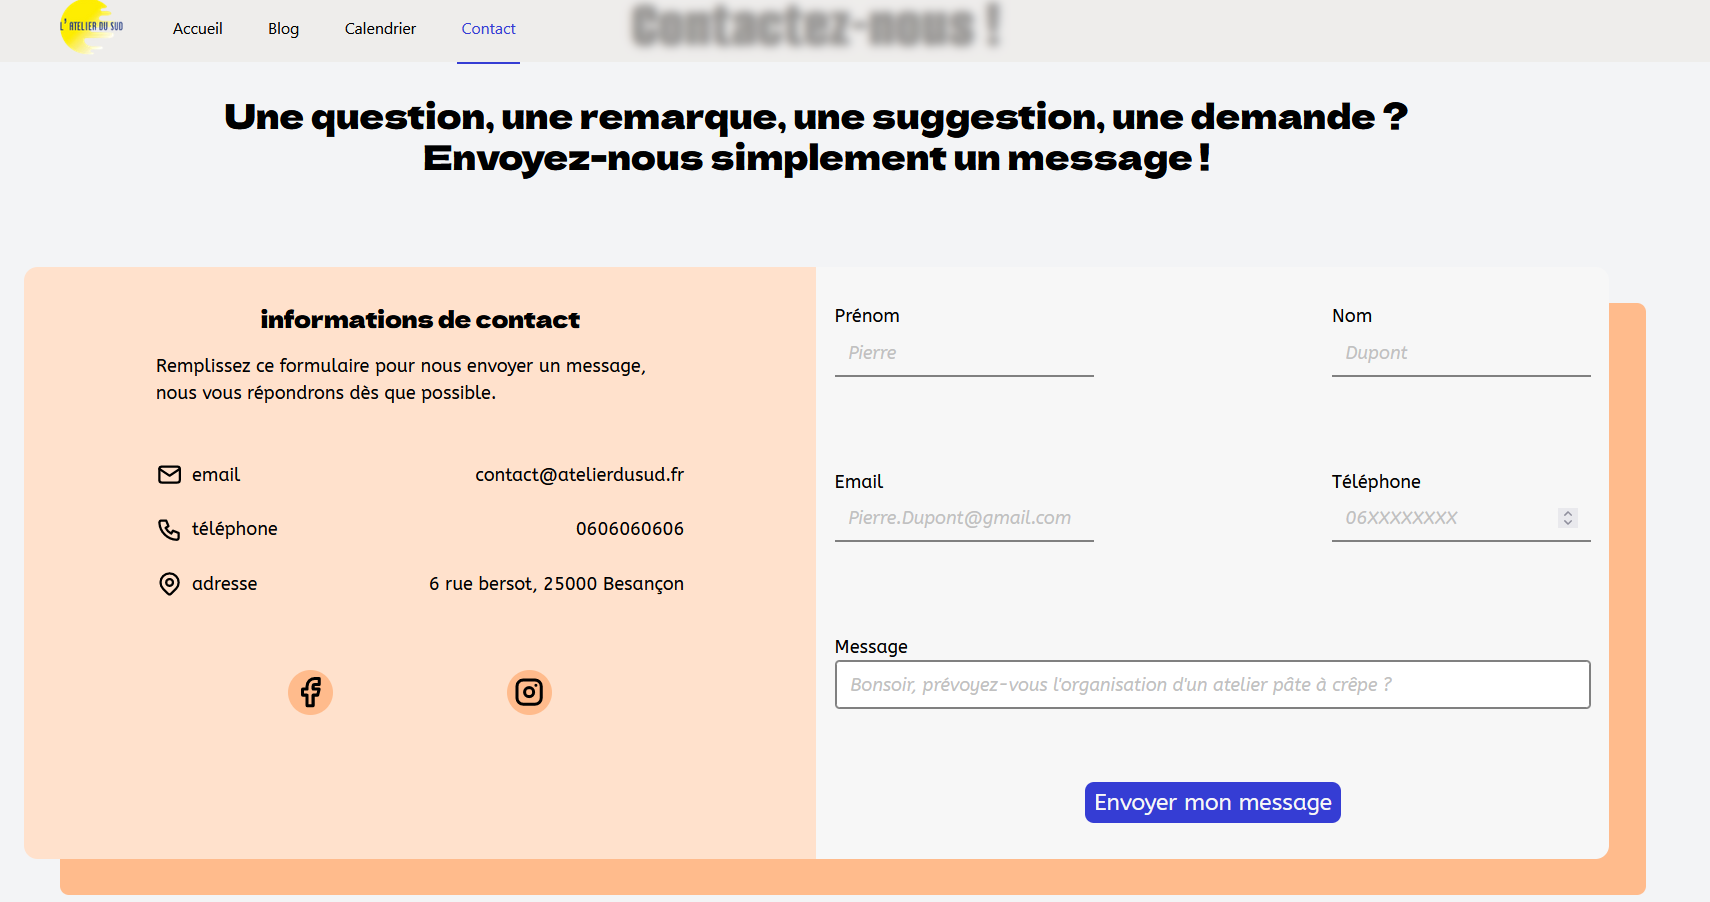 L'ATELIER DU SUD
Accueil
Blog
Calendrier
Contact
Contactez-nous !
Une question, une remarque, une suggestion, une demande ?
Envoyez-nous simplement un message !
informations de contact
Remplissez ce formulaire pour nous envoyer un message,
nous vous répondrons dès que possible.
email
contact@atelierdusud.fr
téléphone
0606060606
adresse
6 rue bersot, 25000 Besançon
Prénom
Pierre
Nom
Dupont
Email
Pierre.Dupont@gmail.com
Téléphone
06XXXXXXXX
Message
Bonsoir, prévoyez-vous l'organisation d'un atelier pâte à crêpe ?
Envoyer mon message